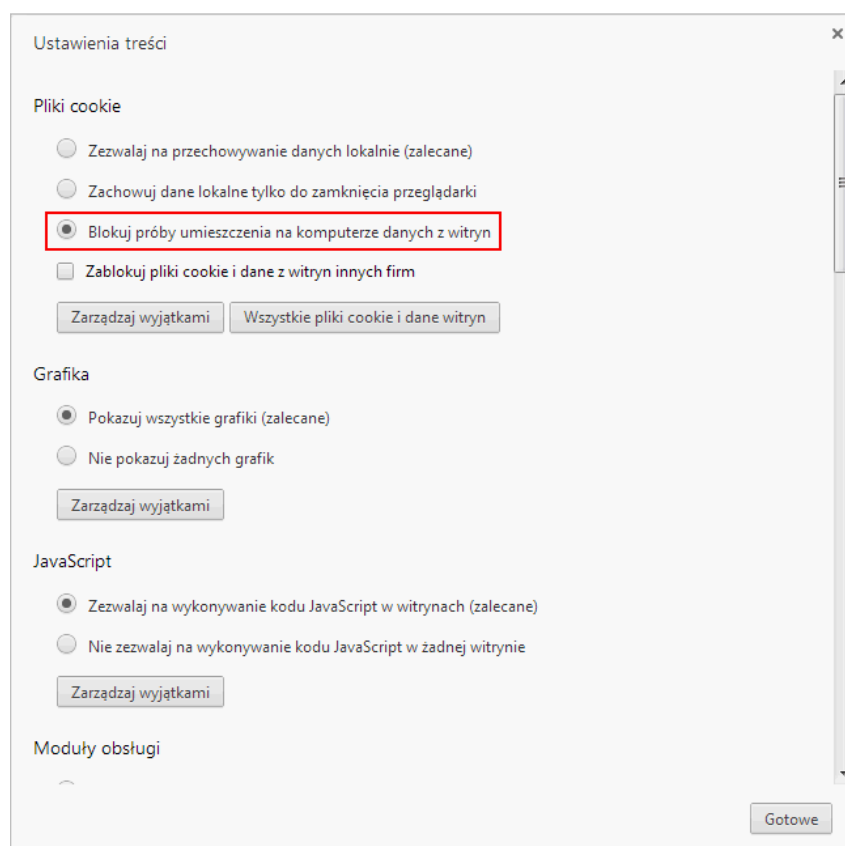 Ustawienia treści
Pliki cookie
Zezwalaj na przechowywanie danych lokalnie (zalecane)
Zachowuj dane lokalne tylko do zamknięcia przeglądarki
Blokuj próby umieszczenia na komputerze danych z witryn
Zablokuj pliki cookie i dane z witryn innych firm
Zarządzaj wyjątkami Wszystkie pliki cookie i dane witryn
Grafika
Pokazuj wszystkie grafiki (zalecane)
Nie pokazuj żadnych grafik
Zarządzaj wyjątkami
JavaScript
Zezwalaj na wykonywanie kodu JavaScript w witrynach (zalecane)
Nie zezwalaj na wykonywanie kodu JavaScript w żadnej witrynie
Zarządzaj wyjątkami
Moduły obsługi
Gotowe